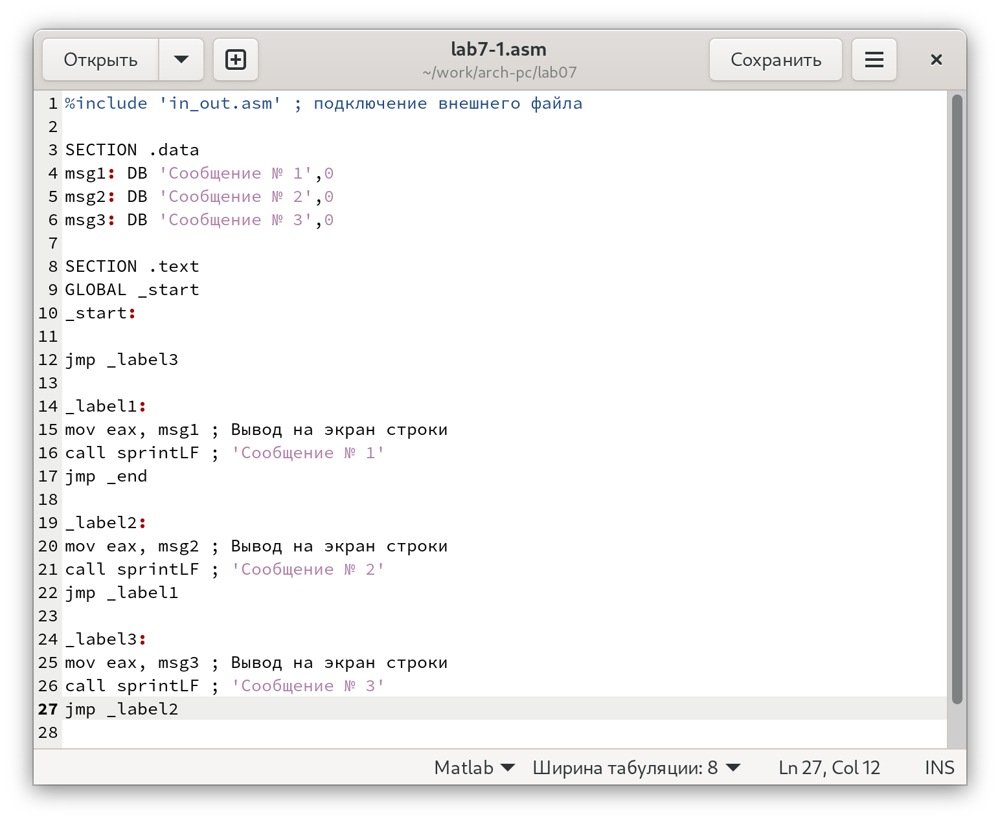 Открыть
lab7-1.asm
~/work/arch-pc/lab07
Сохранить
1 %include 'in_out.asm' ; подключение внешнего файла
2
3 SECTION .data
4 msg1: DB 'Сообщение № 1',0
5 msg2: DB 'Сообщение № 2',0
6 msg3: DB 'Сообщение № 3',0
7
8 SECTION .text
9 GLOBAL _start
10 _start:
11
12 jmp _label3
13
14 _label1:
15 mov eax, msg1 ; Вывод на экран строки
16 call sprintLF ; 'Сообщение № 1'
17 jmp _end
18
19 _label2:
20 mov eax, msg2 ; Вывод на экран строки
21 call sprintLF ; 'Сообщение № 2'
22 jmp _label1
23
24 _label3:
25 mov eax, msg3 ; Вывод на экран строки
26 call sprintLF ; 'Сообщение № 3'
27 jmp _label2
28
Matlab Ширина табуляции: 8 Ln 27, Col 12 INS